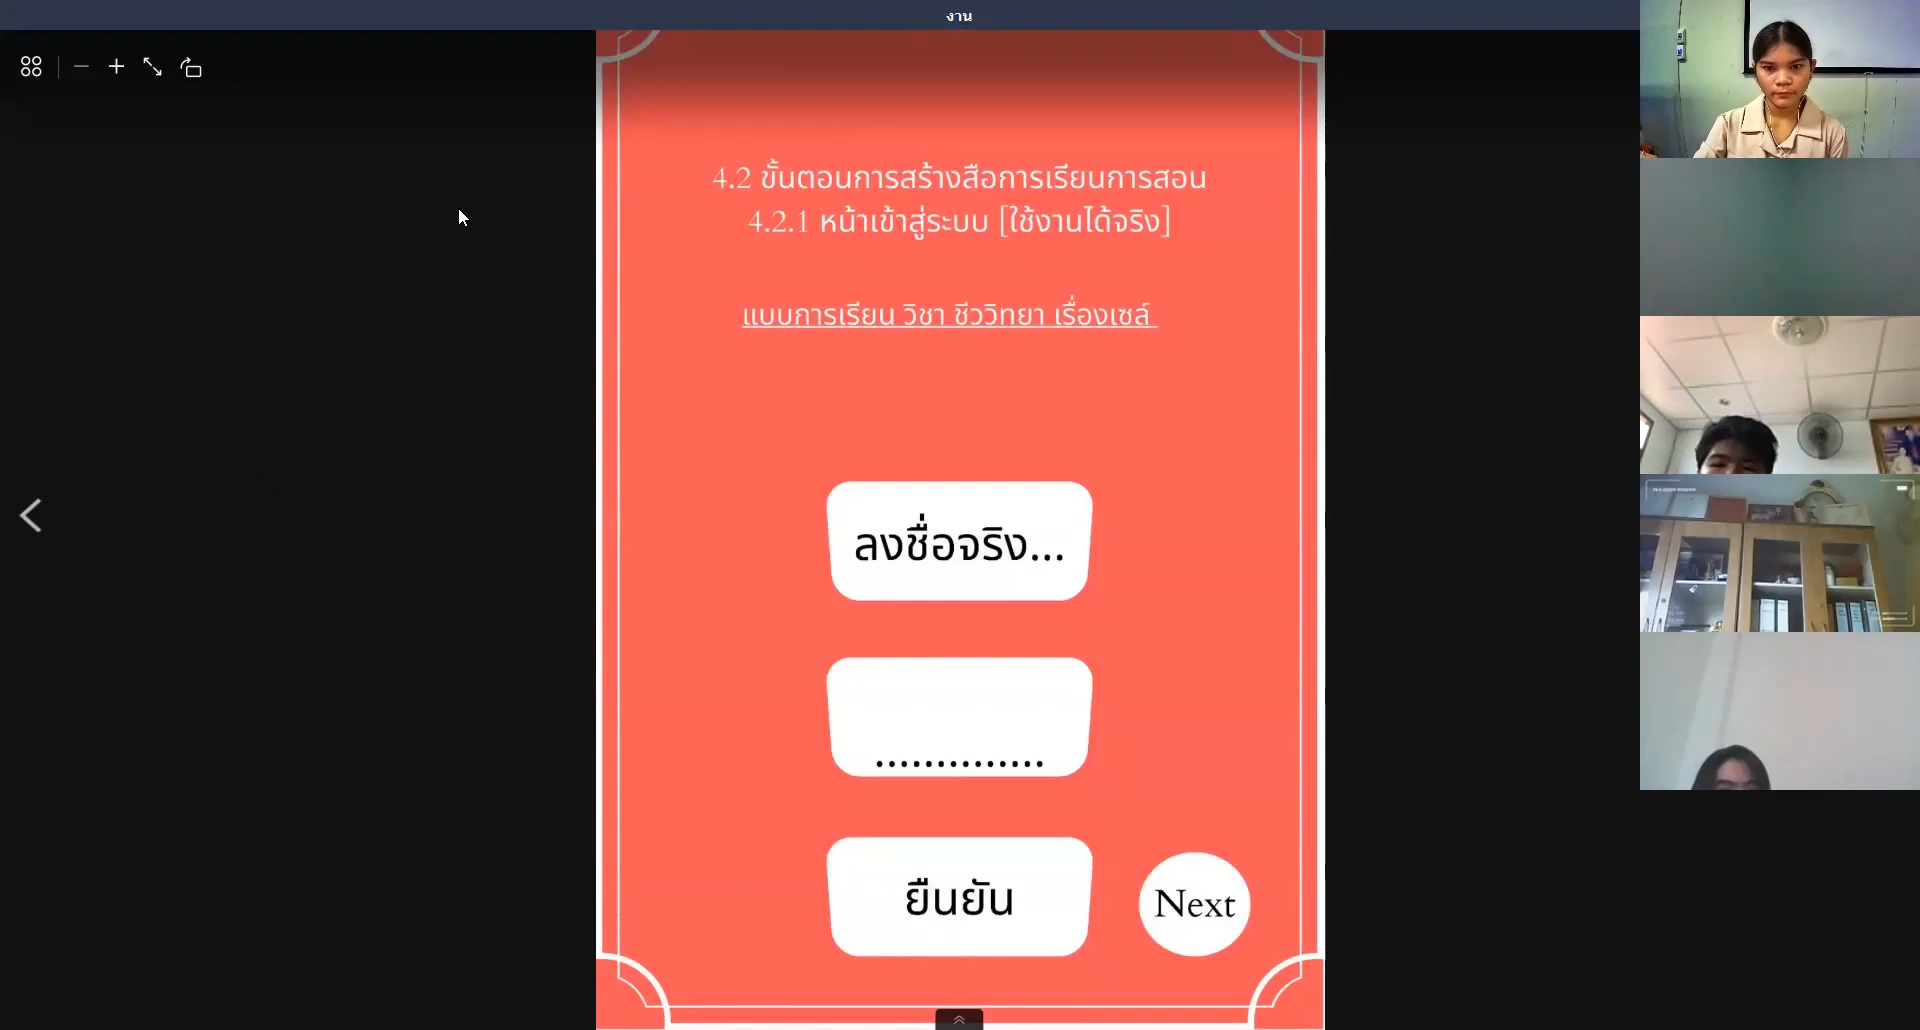 งาน
4.2 ขั้นตอนการสร้างสือการเรียนการสอน
4.2.1 หน้าเข้าสู่ระบบ [ใช้งานได้จริง]
แบบการเรียน วิชา ชีววิทยา เรื่องเซล์
ลงชื่อจริง...
..............
ยืนยัน
Next